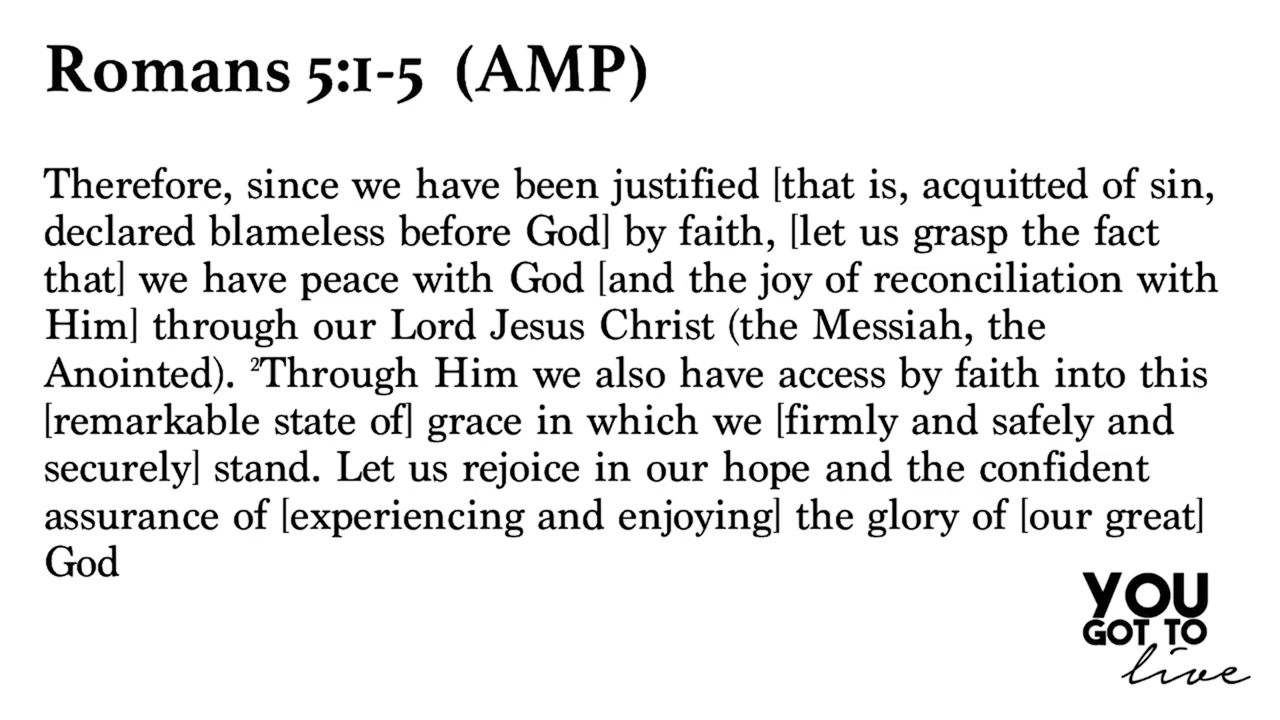 Romans 5:1-5 (AMP)
Therefore, since we have been justified [that is, acquitted of sin,
declared blameless before God] by faith, [let us grasp the fact
that] we have peace with God [and the joy of reconciliation with
Him] through our Lord Jesus Christ (the Messiah, the
Anointed). ²Through Him we also have access by faith into this
[remarkable state of] grace in which we [firmly and safely and
securely] stand. Let us rejoice in our hope and the confident
assurance of [experiencing and enjoying] the glory of [our great]
God
YOU
GOT TO
live